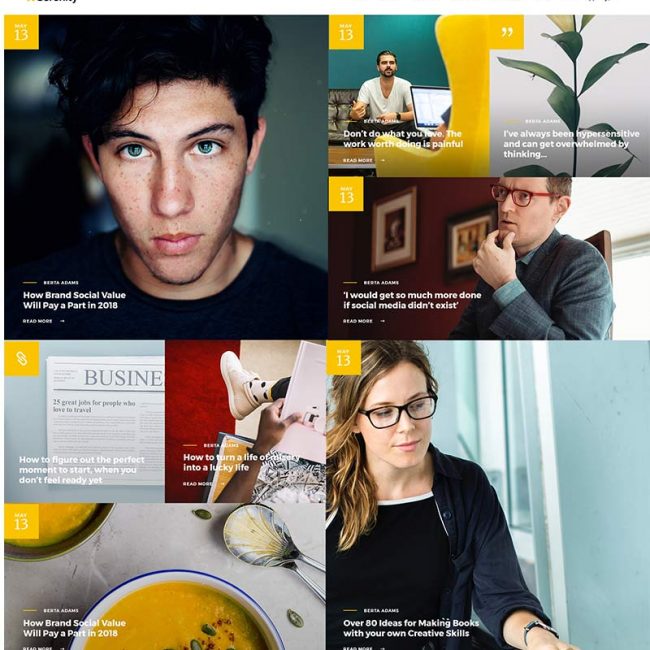 MAY
13
BERTA ADAMS
How Brand Social Value
Will Pay a Part in 2018
READ MORE →
MAY
13
BERTA ADAMS
Don't do what you love. The
work worth doing is painful
READ MORE →
”
BERTA ADAMS
I've always been hypersensitive
and can get overwhelmed by
thinking...
MAY
13
BERTA ADAMS
'I would get so much more done
if social media didn't exist'
READ MORE →
BUSINE
25 great jobs for people who
love to travel
How to figure out the perfect
moment to start, when you
don't feel ready yet
BERTA ADAMS
How to turn a life of misery
into a lucky life
MAY
13
BERTA ADAMS
Over 80 Ideas for Making Books
with your own Creative Skills
READ MORE
MAY
13
BERTA ADAMS
How Brand Social Value
Will Pay a Part in 2018
READ MORE